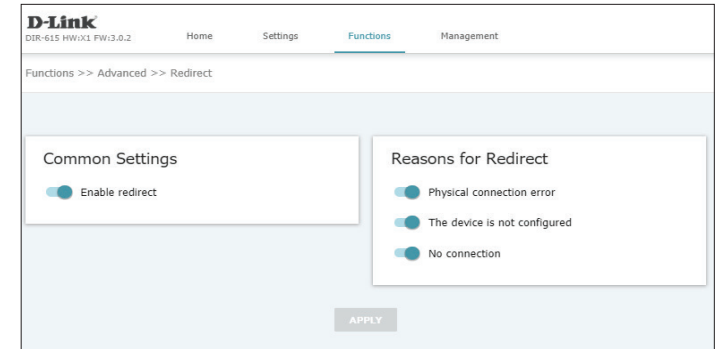 D-Link
DIR-615 HW:X1 FW:3.0.2
Home Settings Functions Management
Functions >> Advanced >> Redirect
Common Settings
Enable redirect
Reasons for Redirect
Physical connection error
The device is not configured
No connection
APPLY